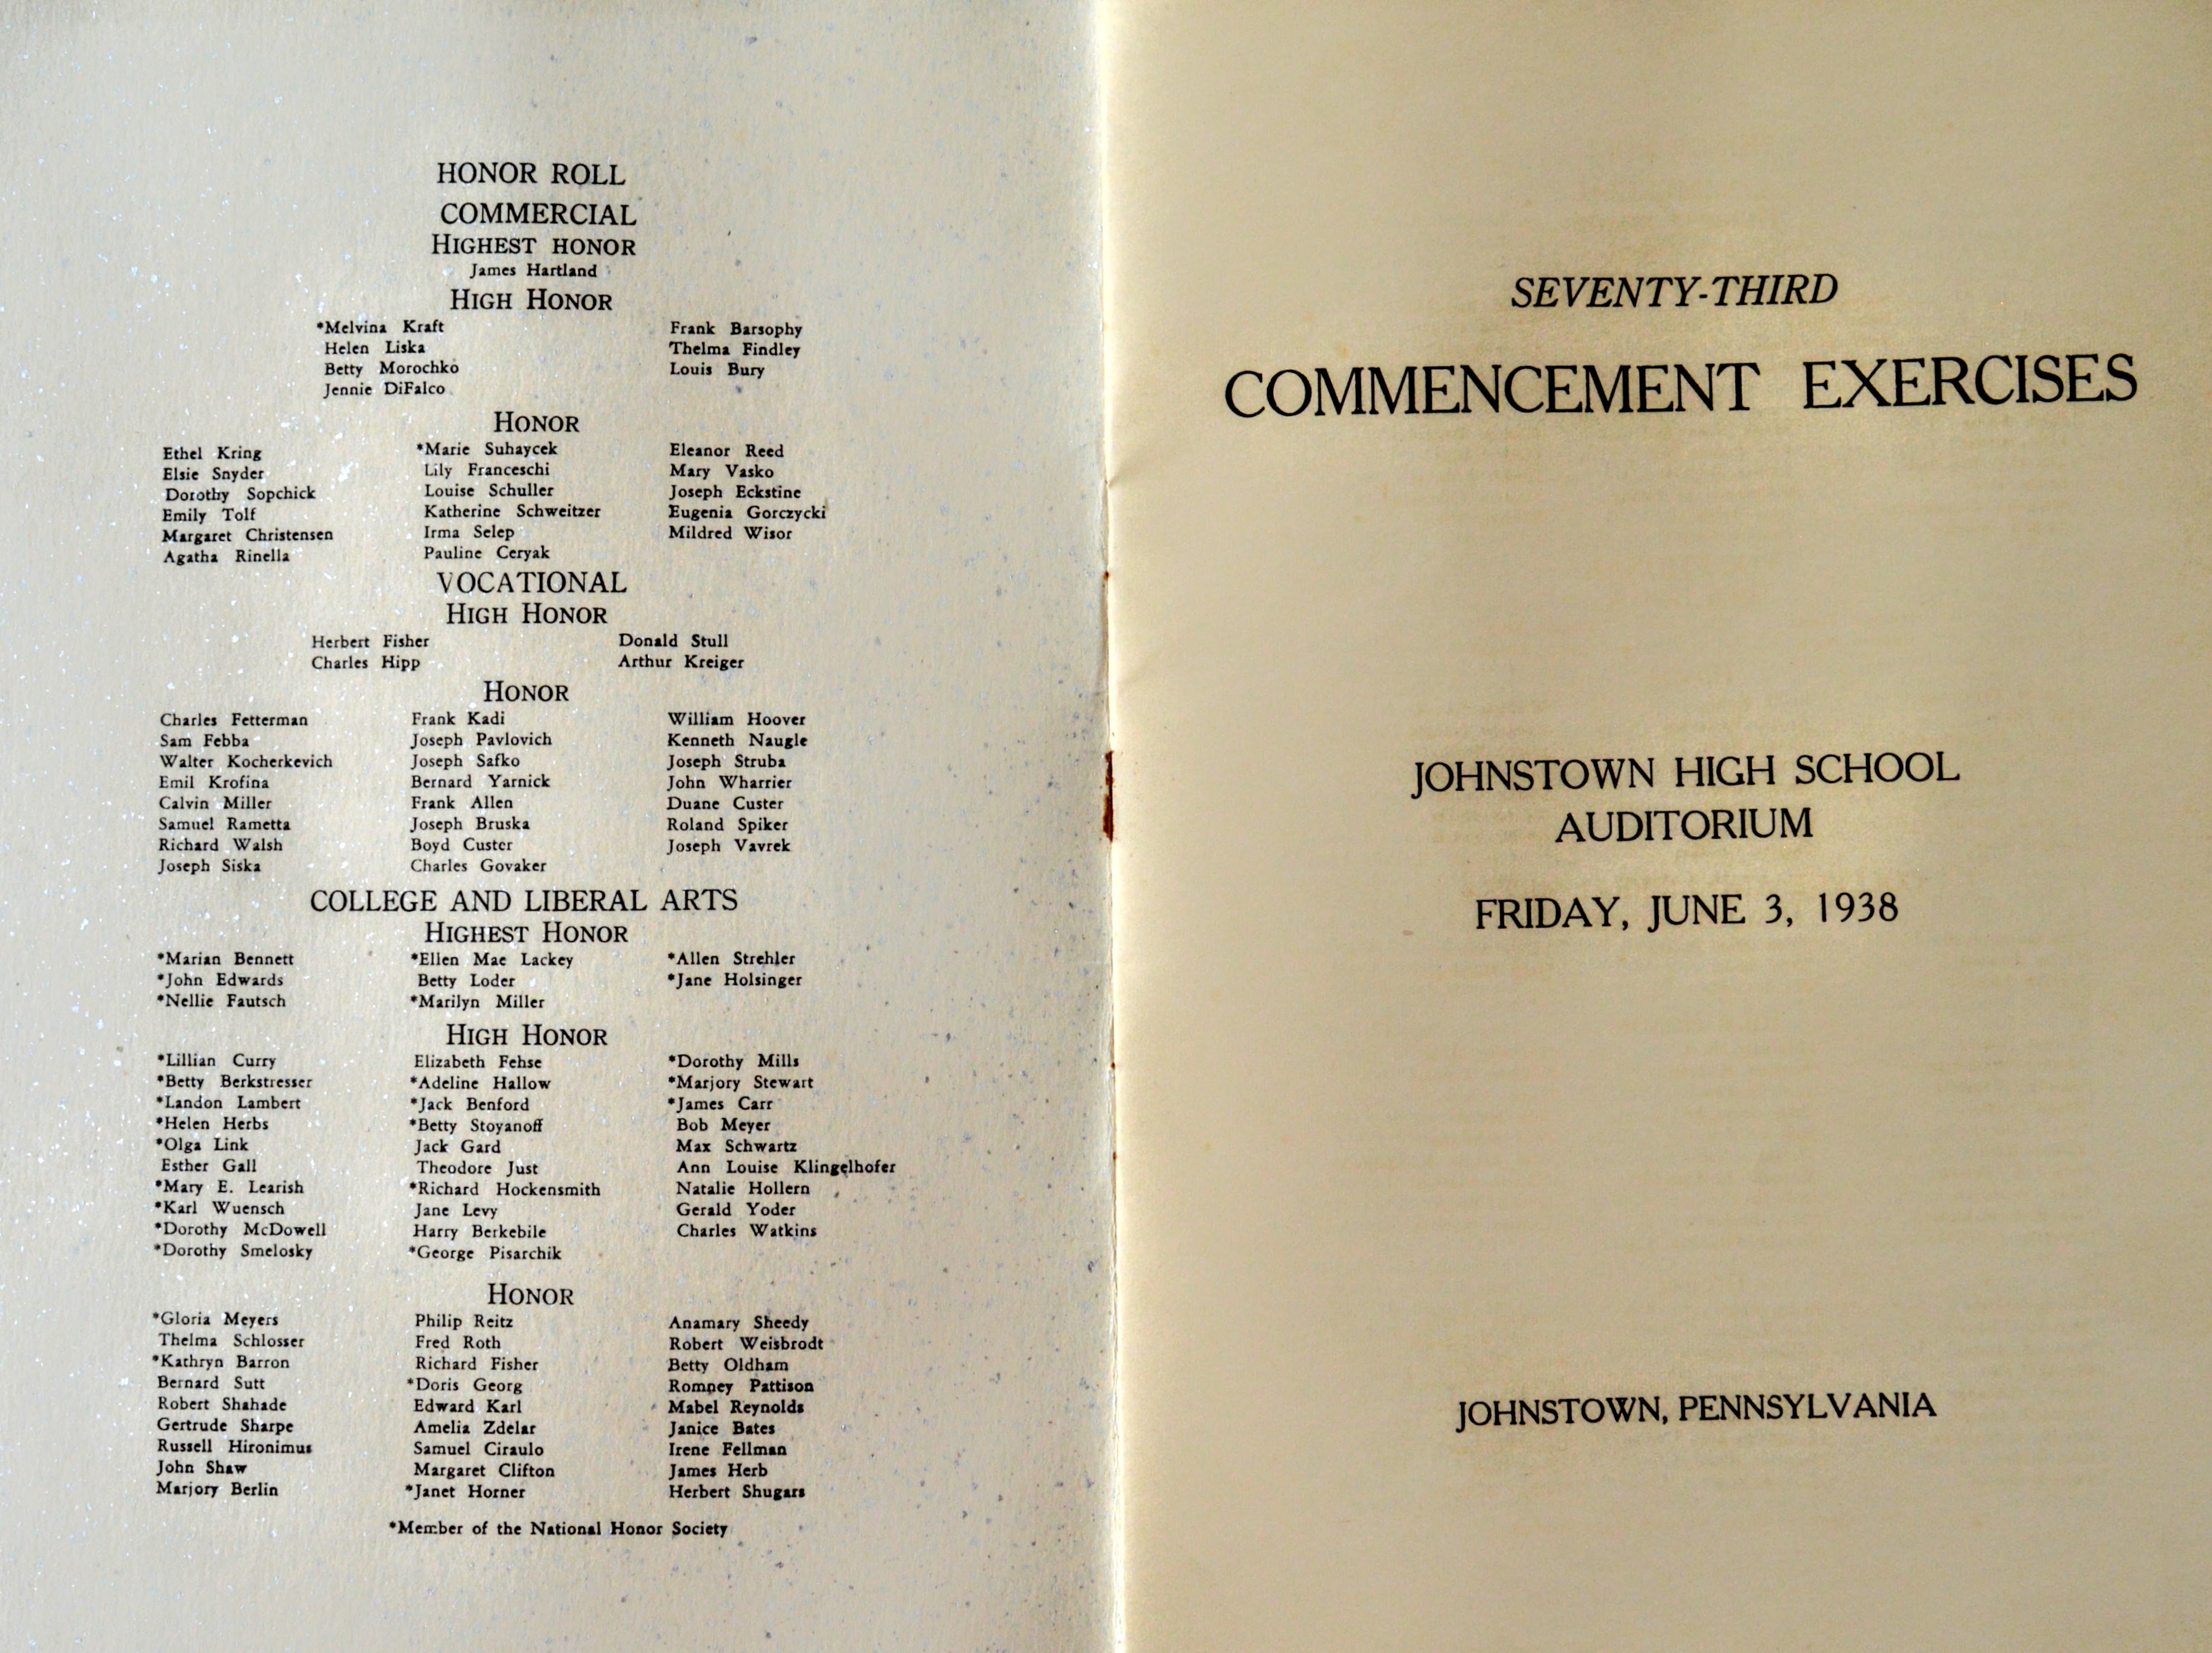 HONOR ROLL
COMMERCIAL
HIGHEST HONOR
James Hartland
HIGH HONOR
*Melvina Kraft Frank Barsophy
Helen Liska Thelma Findley
Betty Morochko Louis Bury
Jennie DiFalco
HONOR
Ethel Kring *Marie Suhaycek Eleanor Reed
Elsie Snyder Lily Franceschi Mary Vasko
Dorothy Sopchick Louise Schuller Joseph Eckstine
Emily Tolf Katherine Schweitzer Eugenia Gorczycki
Margaret Christensen Irma Selep Mildred Wisor
Agatha Rinella Pauline Ceryak
VOCATIONAL
HIGH HONOR
Herbert Fisher Donald Stull
Charles Hipp Arthur Kreiger
HONOR
Charles Fetterman Frank Kadi William Hoover
Sam Febba Joseph Pavlovich Kenneth Naugle
Walter Kocherkevich Joseph Safko Joseph Struba
Emil Krofina Bernard Yarnick John Wharrier
Calvin Miller Frank Allen Duane Custer
Samuel Rametta Joseph Bruska Roland Spiker
Richard Walsh Boyd Custer Joseph Vavrek
Joseph Siska Charles Govaker
COLLEGE AND LIBERAL ARTS
HIGHEST HONOR
*Marian Bennett *Ellen Mae Lackey *Allen Strehler
*John Edwards Betty Loder *Jane Holsinger
*Nellie Fautsch *Marilyn Miller
HIGH HONOR
*Lillian Curry Elizabeth Fehse *Dorothy Mills
*Betty Berkstresser *Adeline Hallow *Marjory Stewart
*Landon Lambert *Jack Benford *James Carr
*Helen Herbs *Betty Stoyanoff Bob Meyer
*Olga Link Jack Gard Max Schwartz
Esther Gall Theodore Just Ann Louise Klingelhofer
*Mary E. Learish *Richard Hockensmith Natalie Hollern
*Karl Wuensch Jane Levy Gerald Yoder
*Dorothy McDowell Harry Berkebile Charles Watkins
*Dorothy Smelosky *George Pisarchik
HONOR
*Gloria Meyers Philip Reitz Anamary Sheedy
Thelma Schlosser Fred Roth Robert Weisbrodt
*Kathryn Barron Richard Fisher Betty Oldham
Bernard Sutt *Doris Georg Romney Pattison
Robert Shahade Edward Karl Mabel Reynolds
Gertrude Sharpe Amelia Zdelar Janice Bates
Russell Hironimus Samuel Ciraulo Irene Fellman
John Shaw Margaret Clifton James Herb
Marjory Berlin *Janet Horner Herbert Shugars
*Member of the National Honor Society
SEVENTY-THIRD
COMMENCEMENT EXERCISES
JOHNSTOWN HIGH SCHOOL
AUDITORIUM
FRIDAY, JUNE 3, 1938
JOHNSTOWN, PENNSYLVANIA